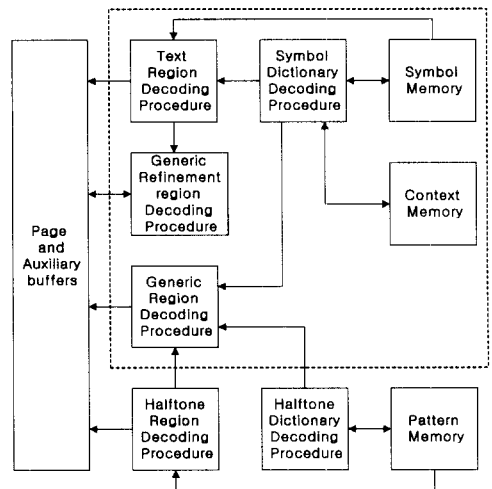 Text
Region
Decoding
Procedure
Symbol
Dictionary
Decoding
Procedure
Symbol
Memory
Generic
Refinement
region
Decoding
Procedure
Context
Memory
Page
and
Auxiliary
buffers
Generic
Region
Decoding
Procedure
Halftone
Region
Decoding
Procedure
Halftone
Dictionary
Decoding
Procedure
Pattern
Memory